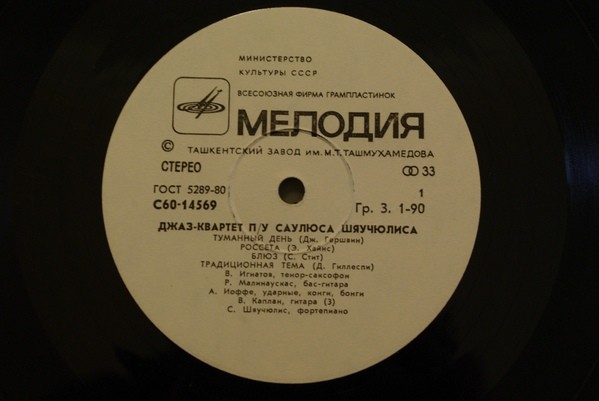 МИНИСТЕРСТВО
КУЛЬТУРЫ СССР
ВСЕСОЮЗНАЯ ФИРМА ГРАМПЛАСТИНОК
МЕЛОДИЯ
© ТАШКЕНТСКИЙ ЗАВОД ИМ. М.Т. ТАШМУХАМЕДОВА
СТЕРЕО 33
ГОСТ 5289-80 1
С60-14569 Гр. 3. 1-90
ДЖАЗ-КВАРТЕТ П/У САУЛЮСА ШЯУЧЮЛИСА
ТУМАННЫЙ ДЕНЬ (Дж. Гершвин)
РОСБЕТА (Э. Хайнс)
БЛЮЗ (С. Стит)
ТРАДИЦИОННАЯ ТЕМА (Д. Гиллеспи)
В. Игнатов, тенор-саксофон
Р. Малинаускас, бас-гитара
А. Иоффе, ударные, конги, бонги
В. Каплан, гитара (3)
С. Шяучюлис, фортепиано